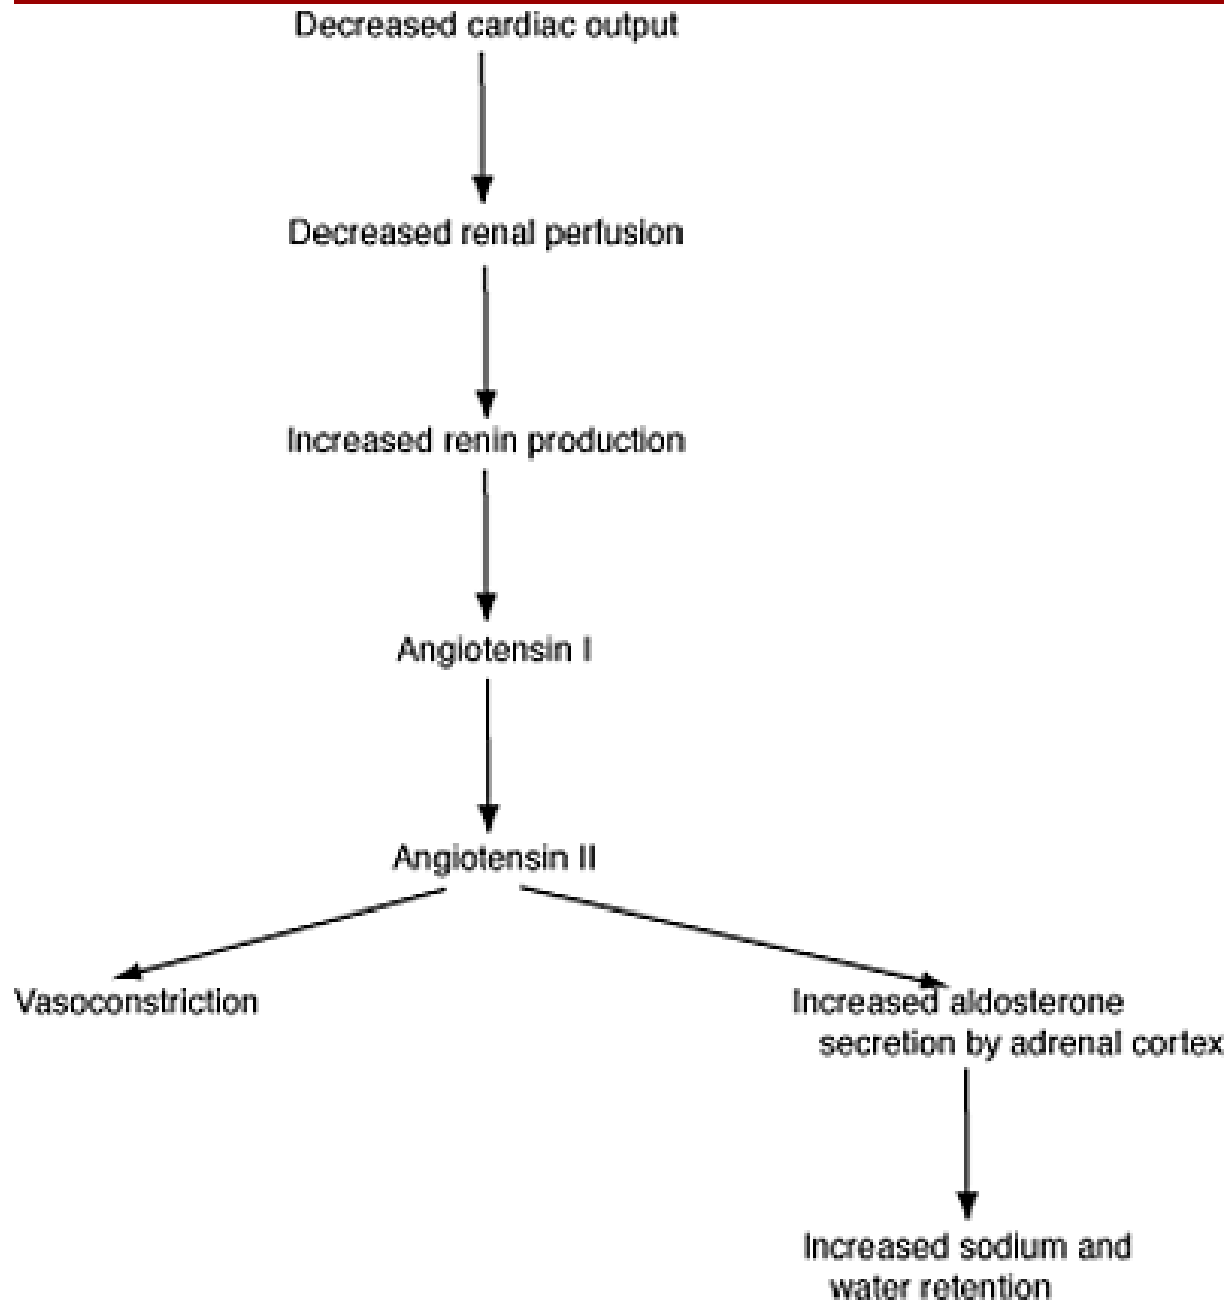 Decreased cardiac output
Decreased renal perfusion
Increased renin production
Angiotensin I
Angiotensin II
Vasoconstriction
Increased aldosterone
secretion by adrenal cortex
Increased sodium and
water retention